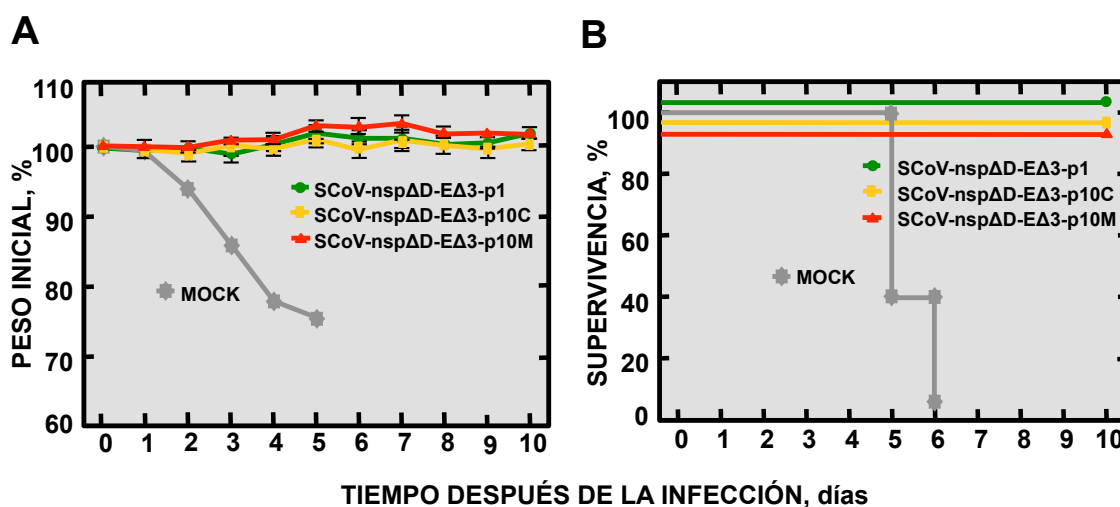 A
B
PESO INICIAL, %
110
100
90
80
70
60
SCoV-nspΔD-EΔ3-p1
SCoV-nspΔD-EΔ3-p10C
SCoV-nspΔD-EΔ3-p10M
MOCK
0 1 2 3 4 5 6 7 8 9 10
SUPERVIVENCIA, %
100
80
60
40
20
0
SCoV-nspΔD-EΔ3-p1
SCoV-nspΔD-EΔ3-p10C
SCoV-nspΔD-EΔ3-p10M
MOCK
0 1 2 3 4 5 6 7 8 9 10
TIEMPO DESPUÉS DE LA INFECCIÓN, días